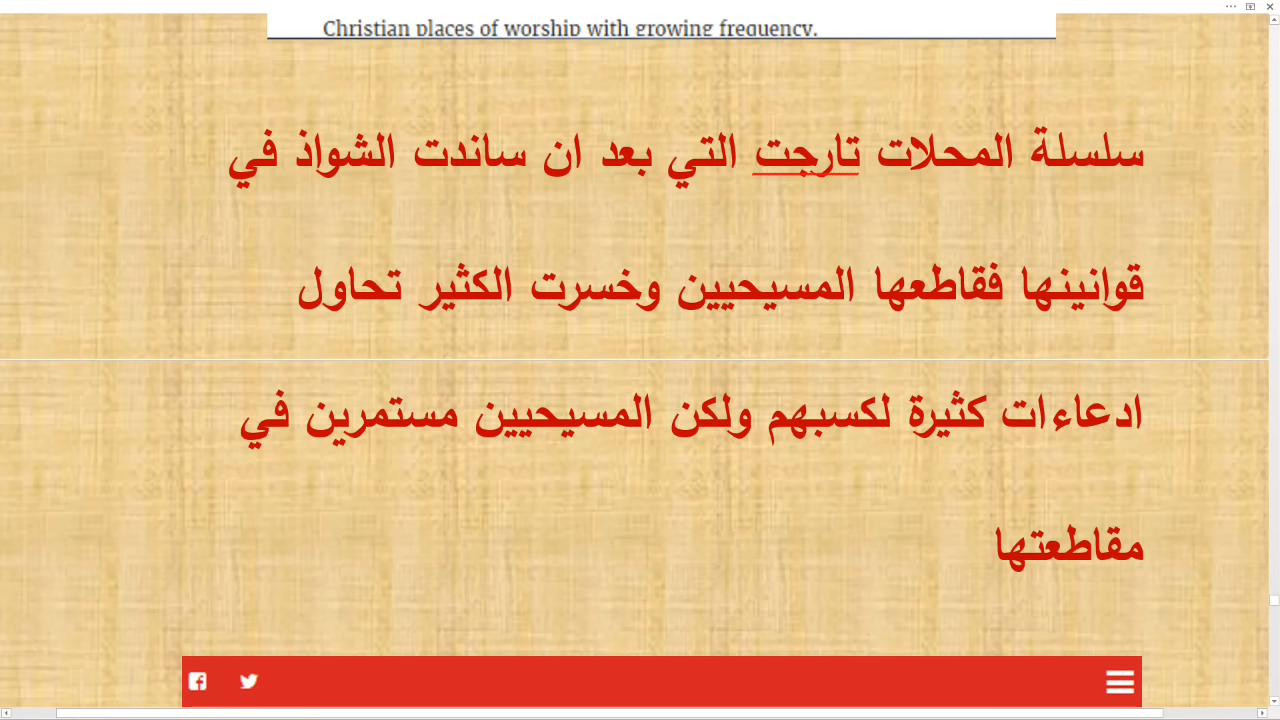 Christian places of worship with growing frequency.
سلسلة المحلات تارجت التي بعد ان ساندت الشواذ في
قوانينها فقاطعها المسيحيين وخسرت الكثير تحاول
ادعاءات كثيرة لكسبهم ولكن المسيحيين مستمرين في
مقاطعتها